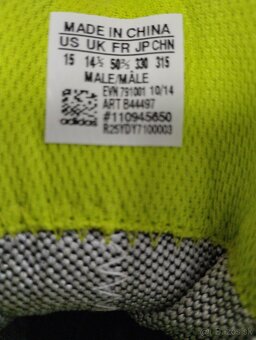 MADE IN CHINA
US UK FR JP CHN
15 14½ 50⅔ 330 315
MALE/MÂLE
EVN 791001 10/14
ART B44497
adidas #110945650
R25YDY7100003